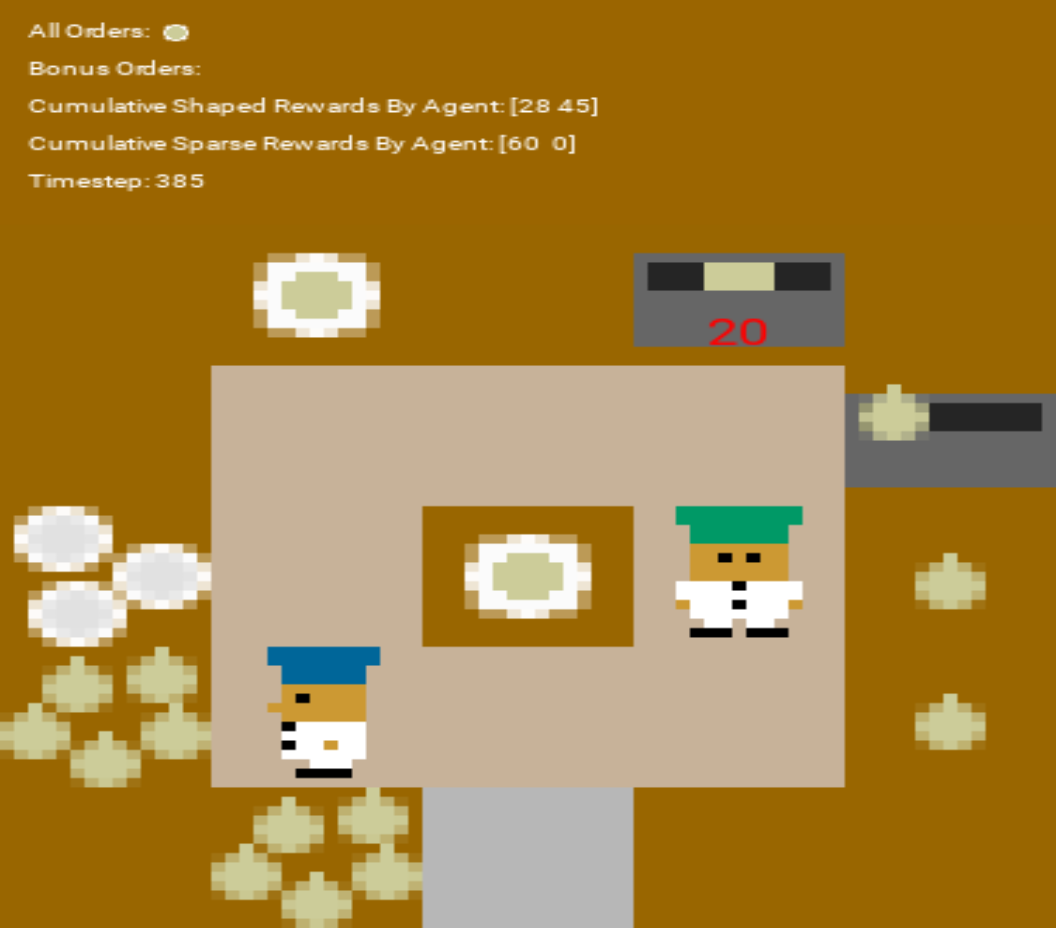 All Orders:
Bonus Orders:
Cumulative Shaped Rewards By Agent: [28 45]
Cumulative Sparse Rewards By Agent: [60  0]
Timestep: 385
20